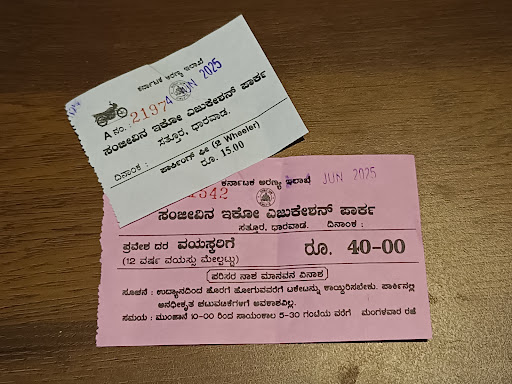 ಕರ್ನಾಟಕ ಅರಣ್ಯ ಇಲಾಖೆ
JUN 2025
A ನಂ. 2197
ಸಂಜೀವಿನ ಇಕೋ ಎಜುಕೇಶನ್ ಪಾರ್ಕ
ಸತ್ತೂರ, ಧಾರವಾಡ.
ದಿನಾಂಕ : ಪಾರ್ಕಿಂಗ್ ಫೀ (2 Wheeler)
ರೂ. 15.00
ಕರ್ನಾಟಕ ಅರಣ್ಯ ಇಲಾಖೆ JUN 2025
342
ಸಂಜೀವಿನ ಇಕೋ ಎಜುಕೇಶನ್ ಪಾರ್ಕ
ಸತ್ತೂರ, ಧಾರವಾಡ. ದಿನಾಂಕ :
ಪ್ರವೇಶ ದರ ವಯಸ್ಕರಿಗೆ ರೂ. 40-00
(12 ವರ್ಷ ವಯಸ್ಸು ಮೇಲ್ಪಟ್ಟು)
ಪರಿಸರ ನಾಶ ಮಾನವನ ವಿನಾಶ
ಸೂಚನೆ : ಉದ್ಯಾನದಿಂದ ಹೊರಗೆ ಹೋಗುವವರೆಗೆ ಟಿಕೇಟನ್ನು ಕಾಯ್ದಿರಿಸಬೇಕು. ಪಾರ್ಕಿನಲ್ಲಿ
ಅನಧೀಕೃತ ಚಟುವಟಿಕೆಗಳಿಗೆ ಅವಕಾಶವಿಲ್ಲ.
ಸಮಯ : ಮುಂಜಾನೆ 10-00 ರಿಂದ ಸಾಯಂಕಾಲ 5-30 ಗಂಟೆಯ ವರೆಗೆ ಮಂಗಳವಾರ ರಜೆ